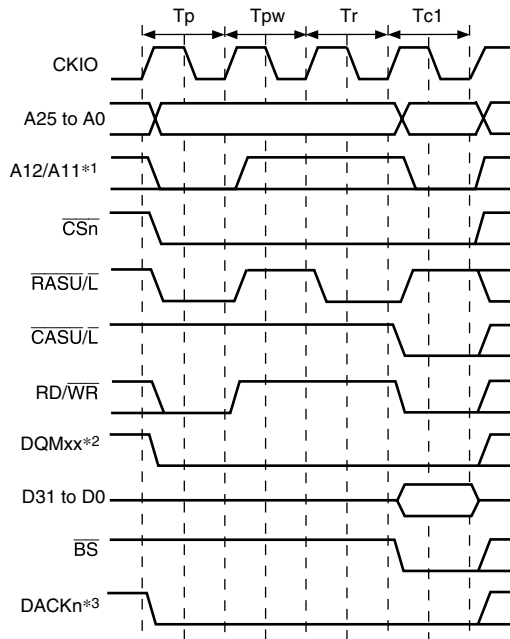 Tp Tpw Tr Tc1
CKIO
A25 to A0
A12/A11*1
CSn
RASU/L
CASU/L
RD/WR
DQMxx*2
D31 to D0
BS
DACKn*3